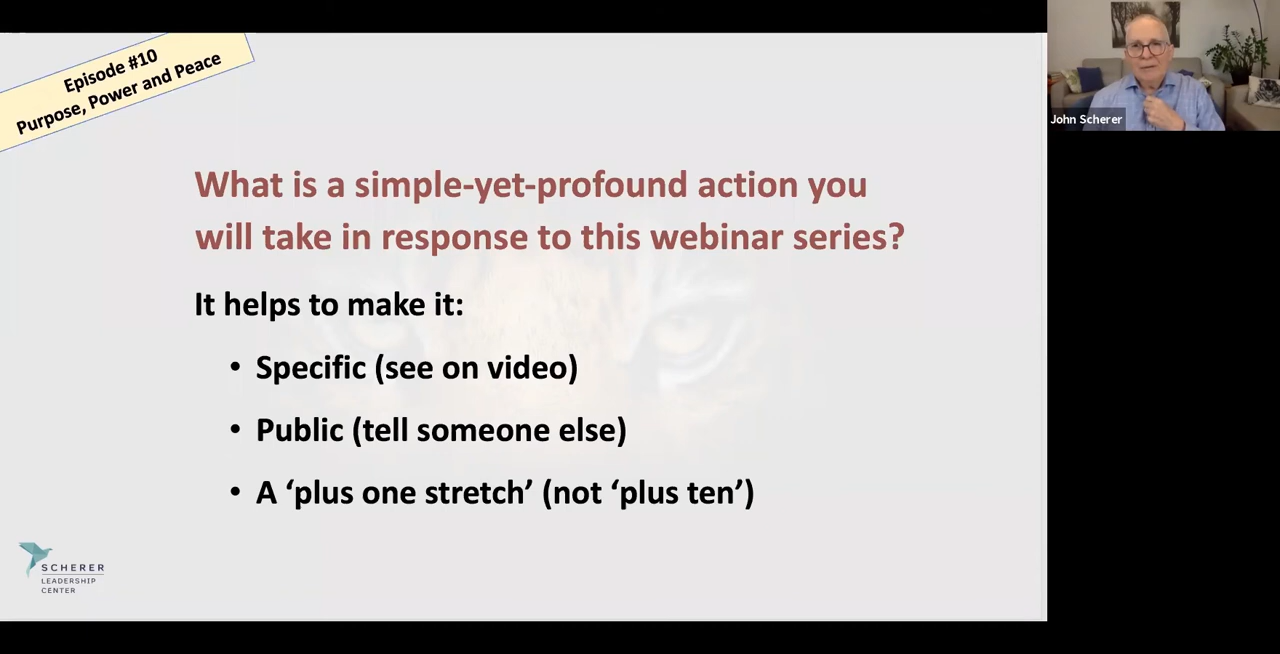 Episode #10
Purpose, Power and Peace
What is a simple-yet-profound action you
will take in response to this webinar series?
It helps to make it:
• Specific (see on video)
• Public (tell someone else)
• A ‘plus one stretch’ (not ‘plus ten’)
SCHERER
LEADERSHIP
CENTER
John Scherer